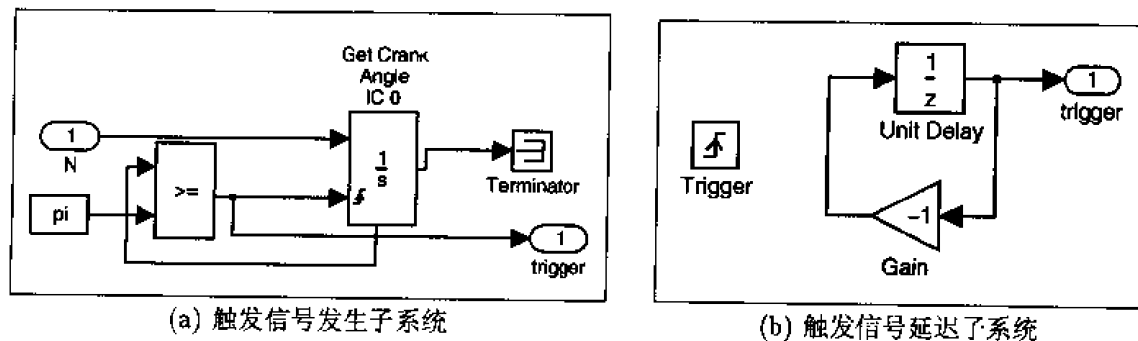 Get Crank
Angle
IC 0
1
N
pi
>=
1
s
Terminator
1
trigger
(a) 触发信号发生子系统
Trigger
1
z
Unit Delay
1
trigger
-1
Gain
(b) 触发信号延迟子系统